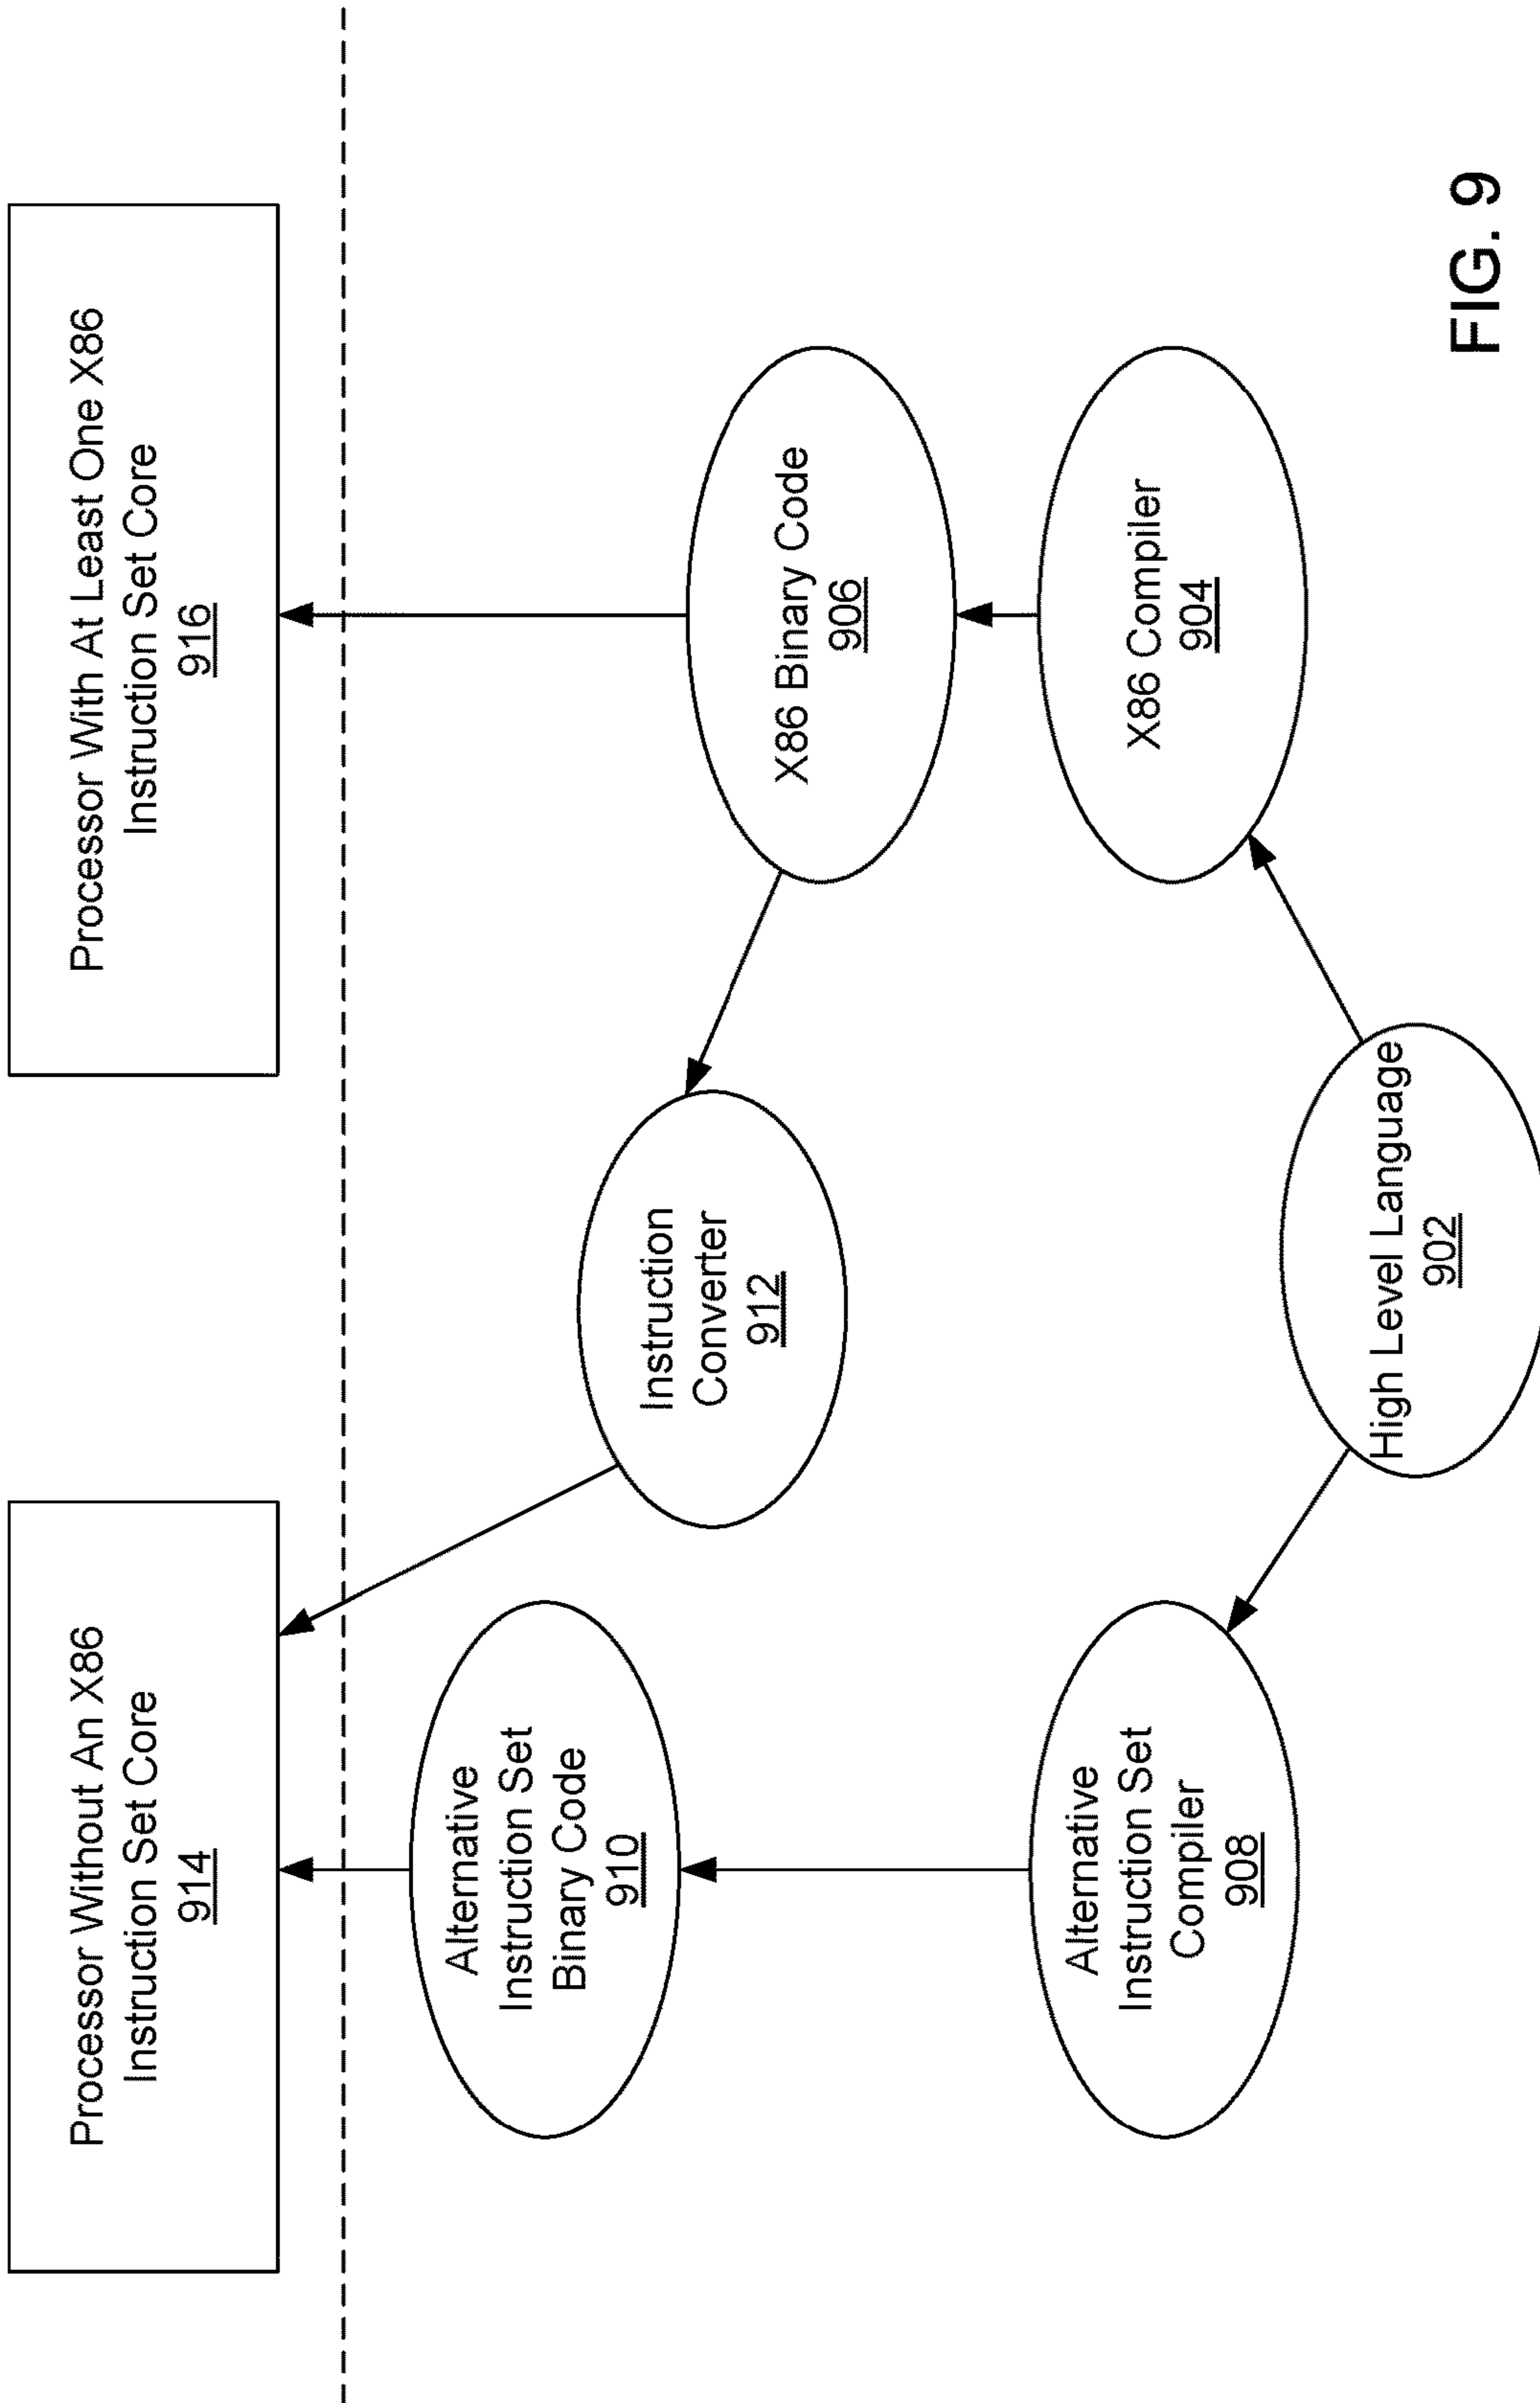 Processor Without An X86
Instruction Set Core
914
Processor With At Least One X86
Instruction Set Core
916
Alternative
Instruction Set
Binary Code
910
Instruction
Converter
912
X86 Binary Code
906
Alternative
Instruction Set
Compiler
908
X86 Compiler
904
High Level Language
902
FIG. 9